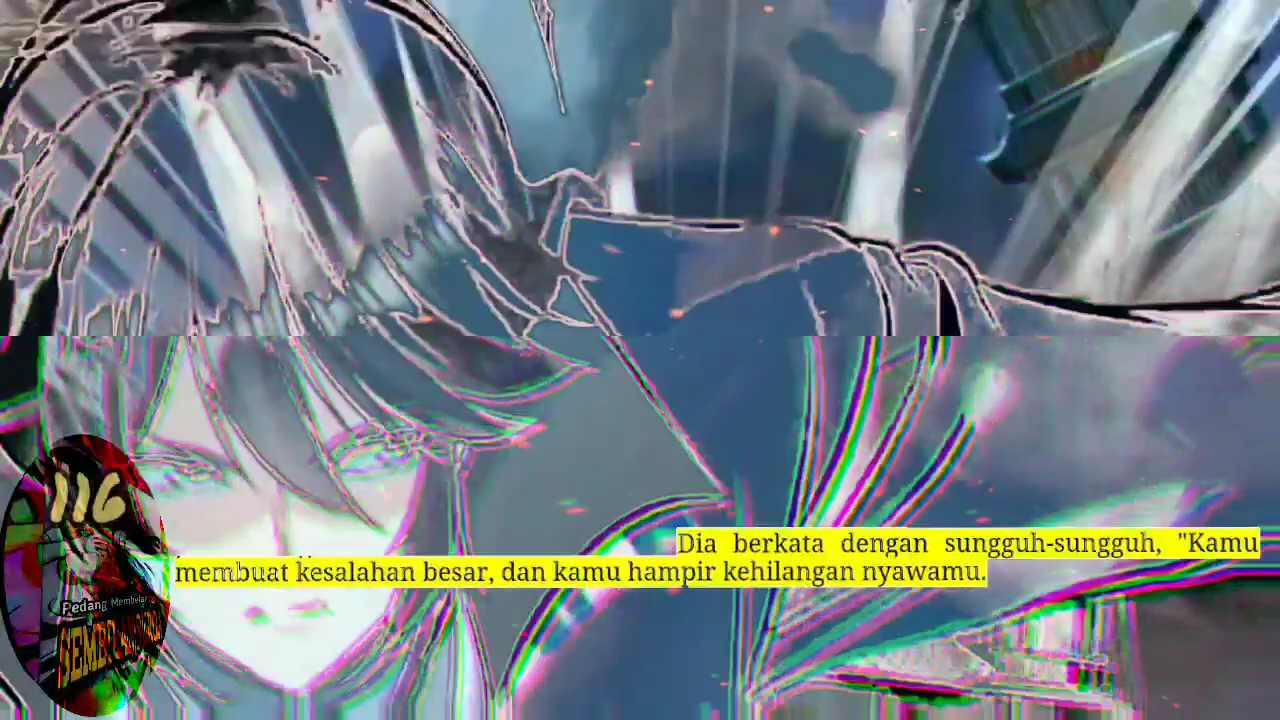 116
Dia berkata dengan sungguh-sungguh, "Kamu
membuat kesalahan besar, dan kamu hampir kehilangan nyawamu.
Pedang Membelah